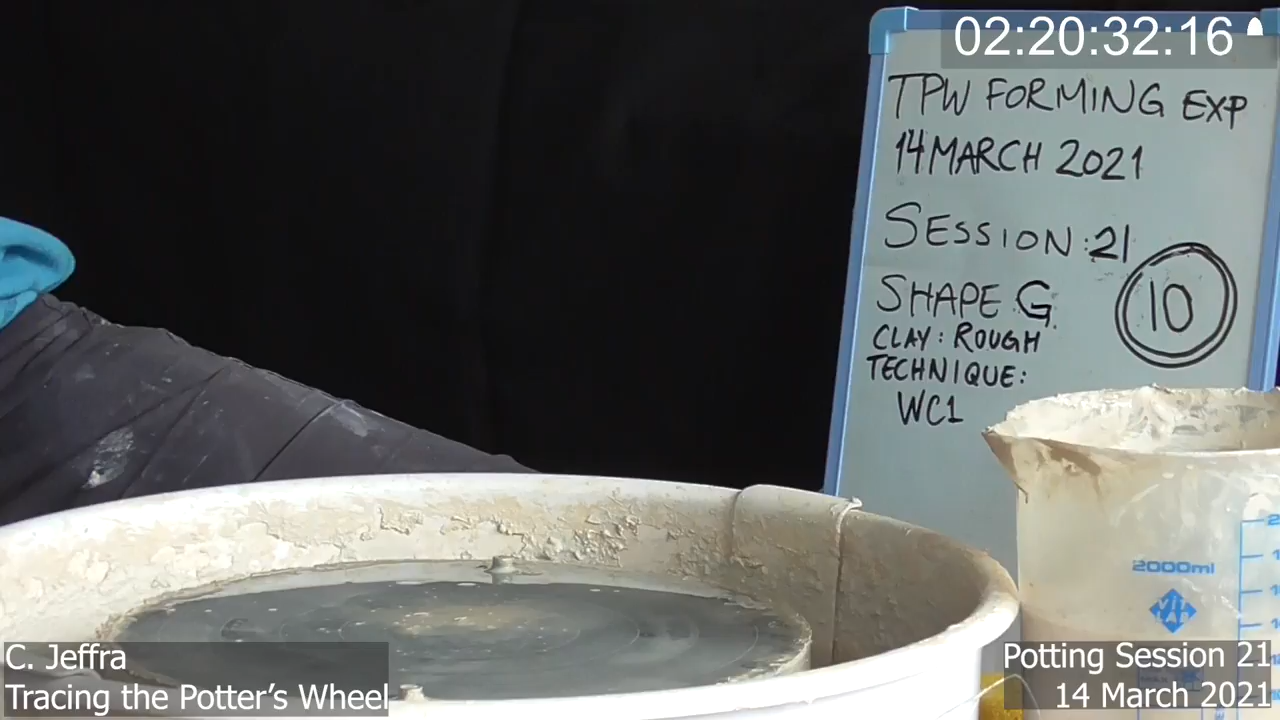 02:20:32:16
TPW FORMING EXP
14 MARCH 2021
SESSION: 21
SHAPE G
10
CLAY: ROUGH
TECHNIQUE:
WC1
2000ml
C. Jeffra
Tracing the Potter's Wheel
Potting Session 21
14 March 2021